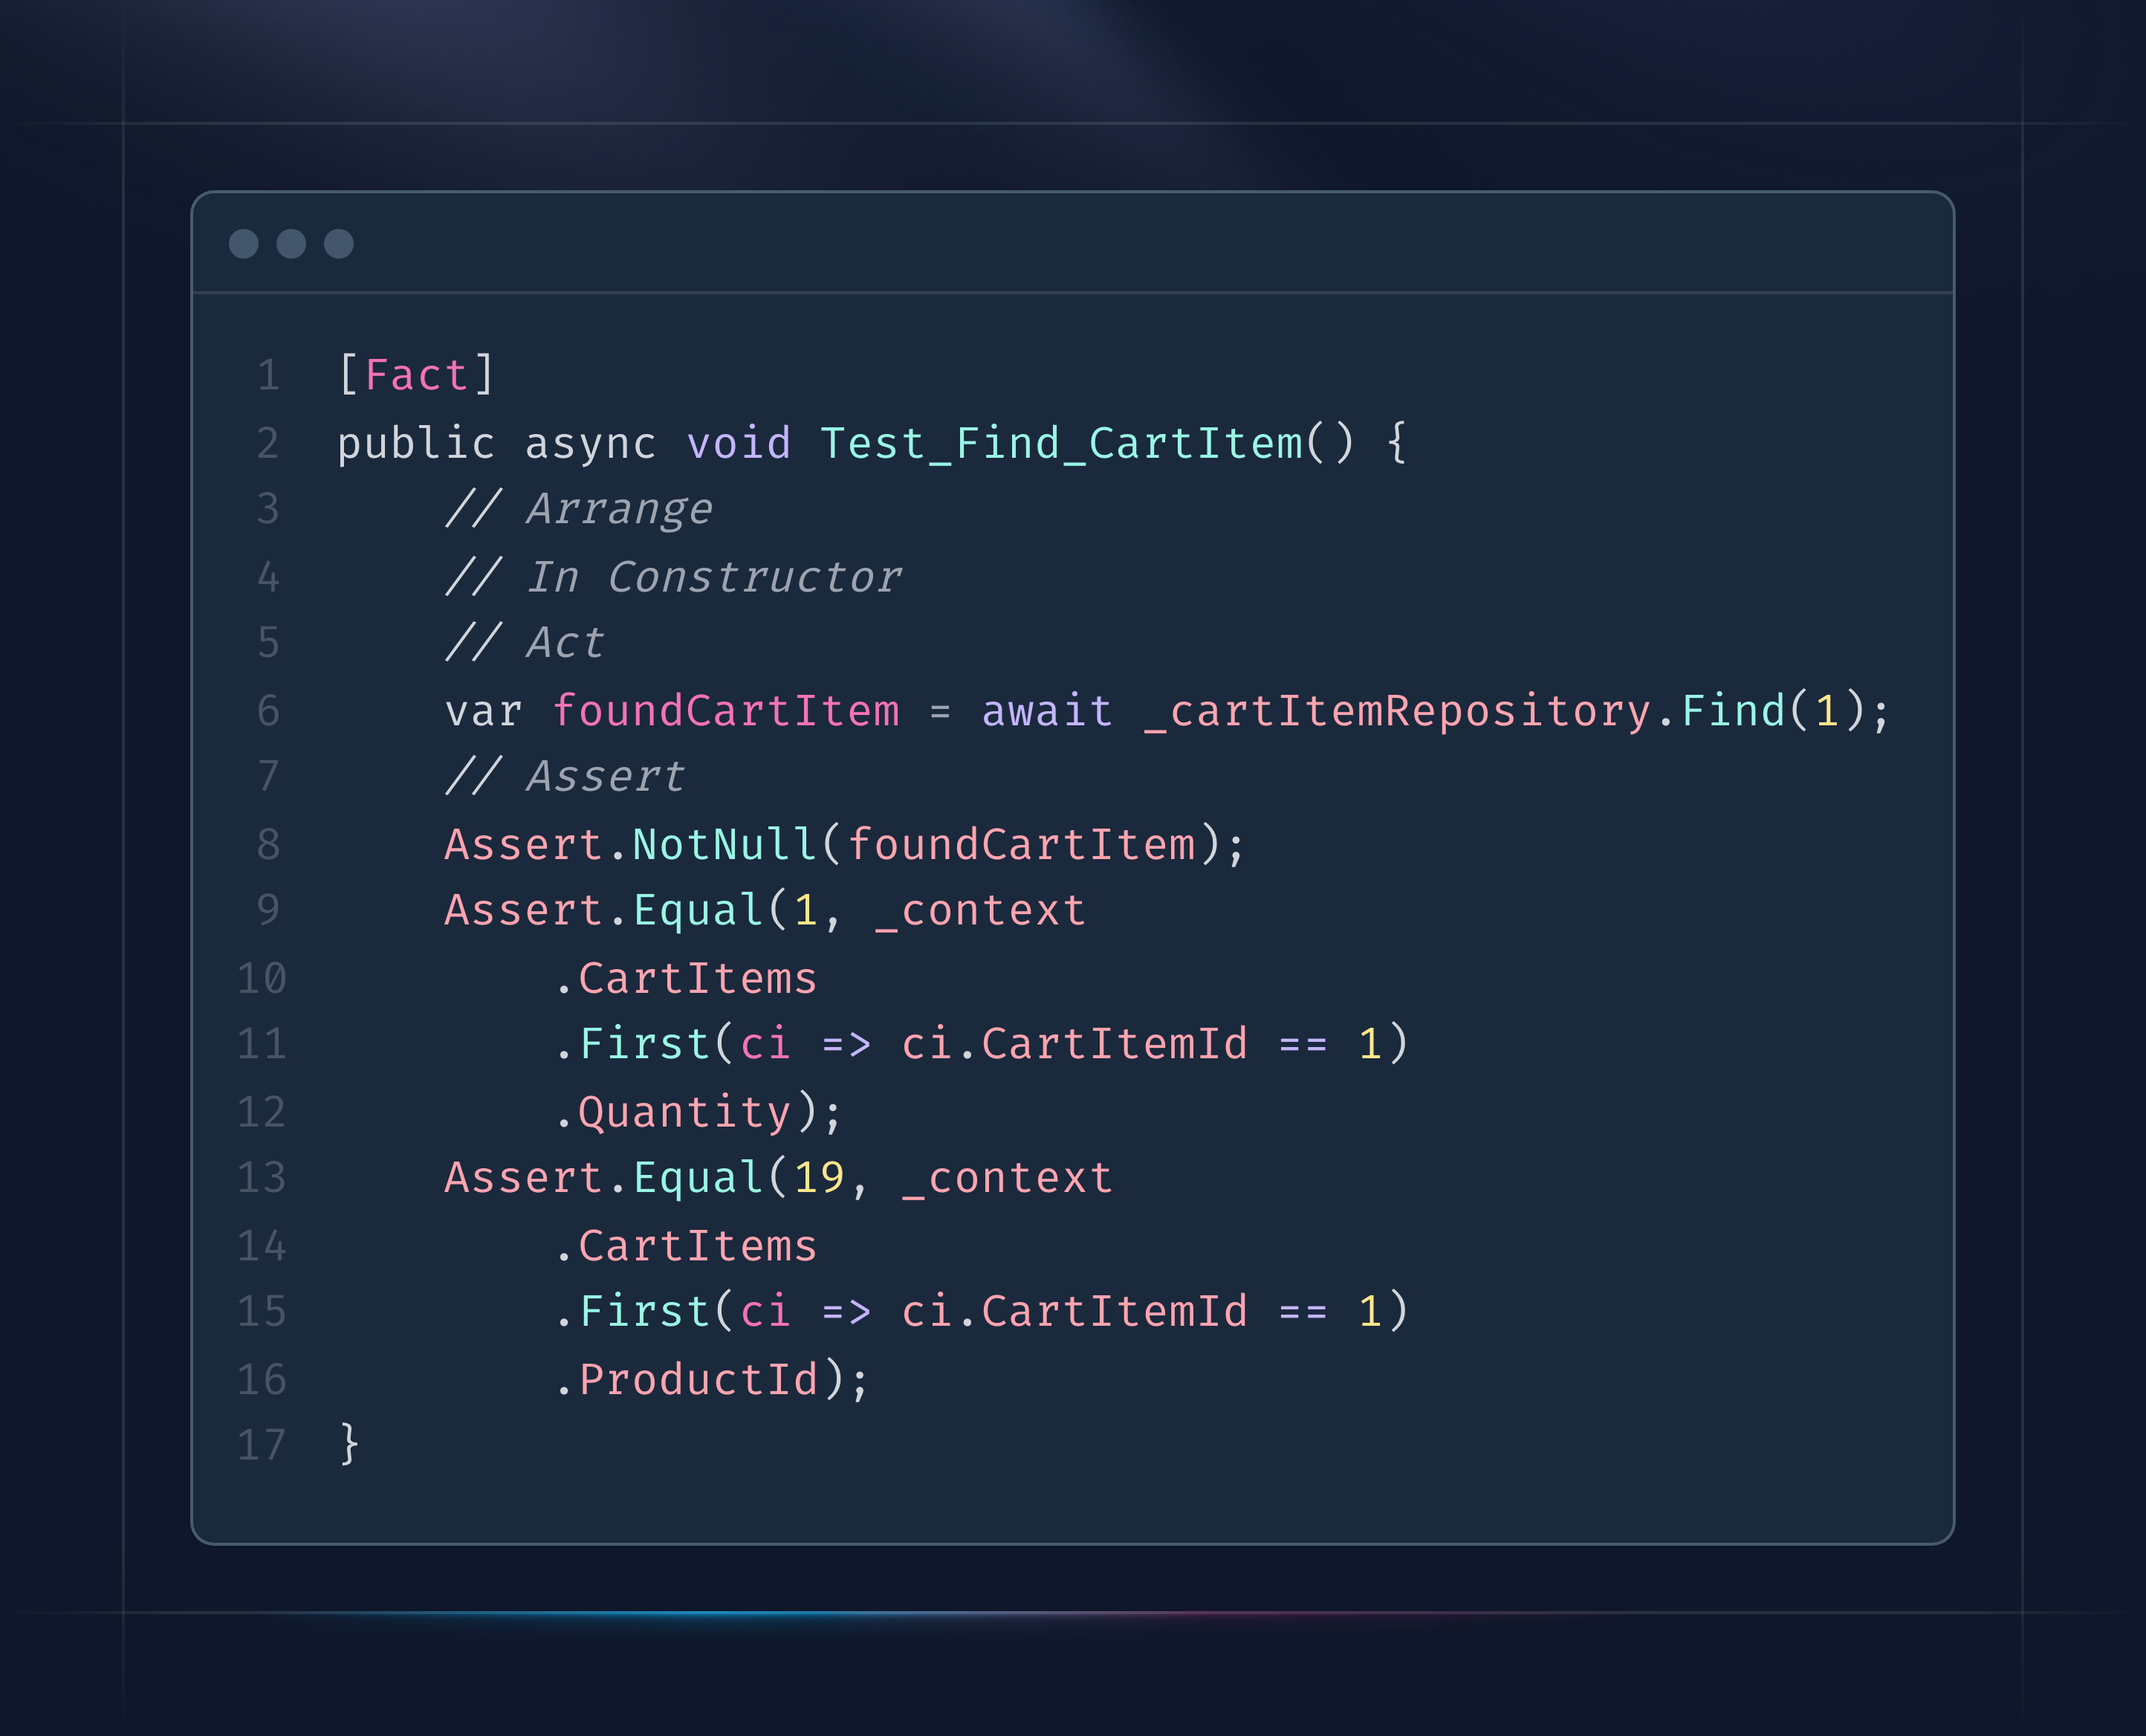 1 [Fact]
2 public async void Test_Find_CartItem() {
3     // Arrange
4     // In Constructor
5     // Act
6     var foundCartItem = await _cartItemRepository.Find(1);
7     // Assert
8     Assert.NotNull(foundCartItem);
9     Assert.Equal(1, _context
10         .CartItems
11         .First(ci => ci.CartItemId == 1)
12         .Quantity);
13     Assert.Equal(19, _context
14         .CartItems
15         .First(ci => ci.CartItemId == 1)
16         .ProductId);
17 }